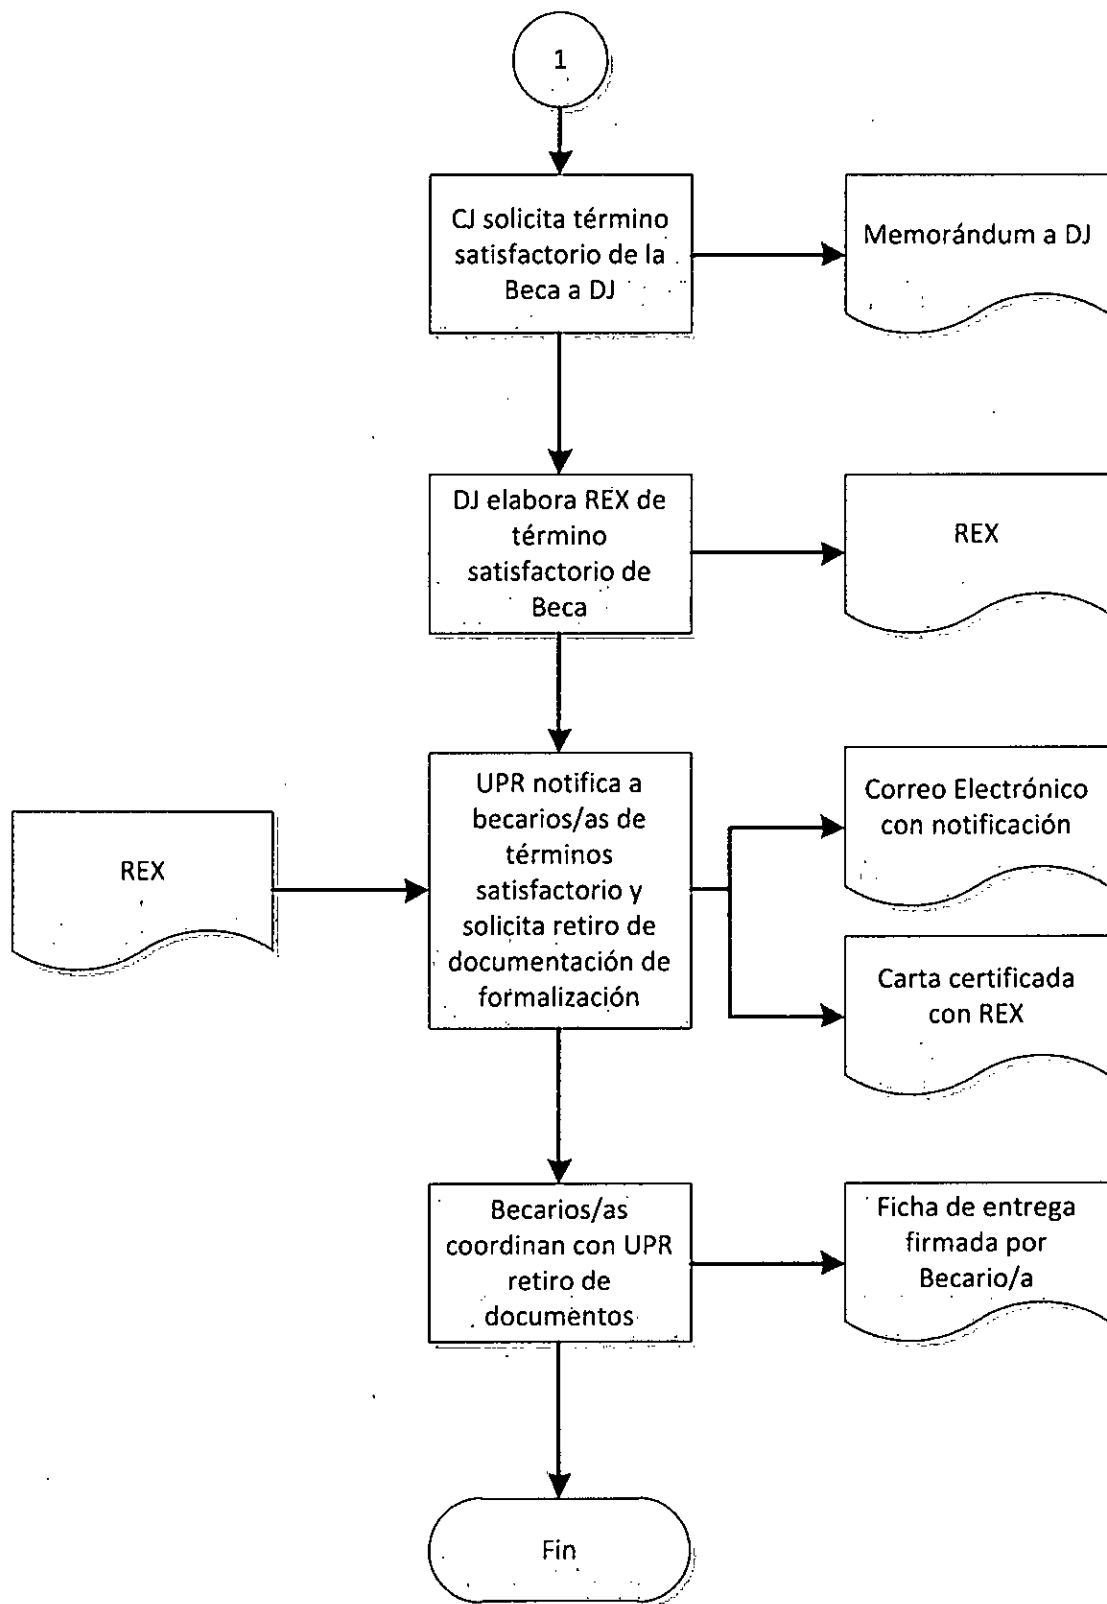 1
CJ solicita término
satisfactorio de la
Beca a DJ
Memorándum a DJ
DJ elabora REX de
término
satisfactorio de
Beca
REX
REX
UPR notifica a
becarios/as de
términos
satisfactorio y
solicita retiro de
documentación de
formalización
Correo Electrónico
con notificación
Carta certificada
con REX
Becarios/as
coordinan con UPR
retiro de
documentos
Ficha de entrega
firmada por
Becario/a
Fin